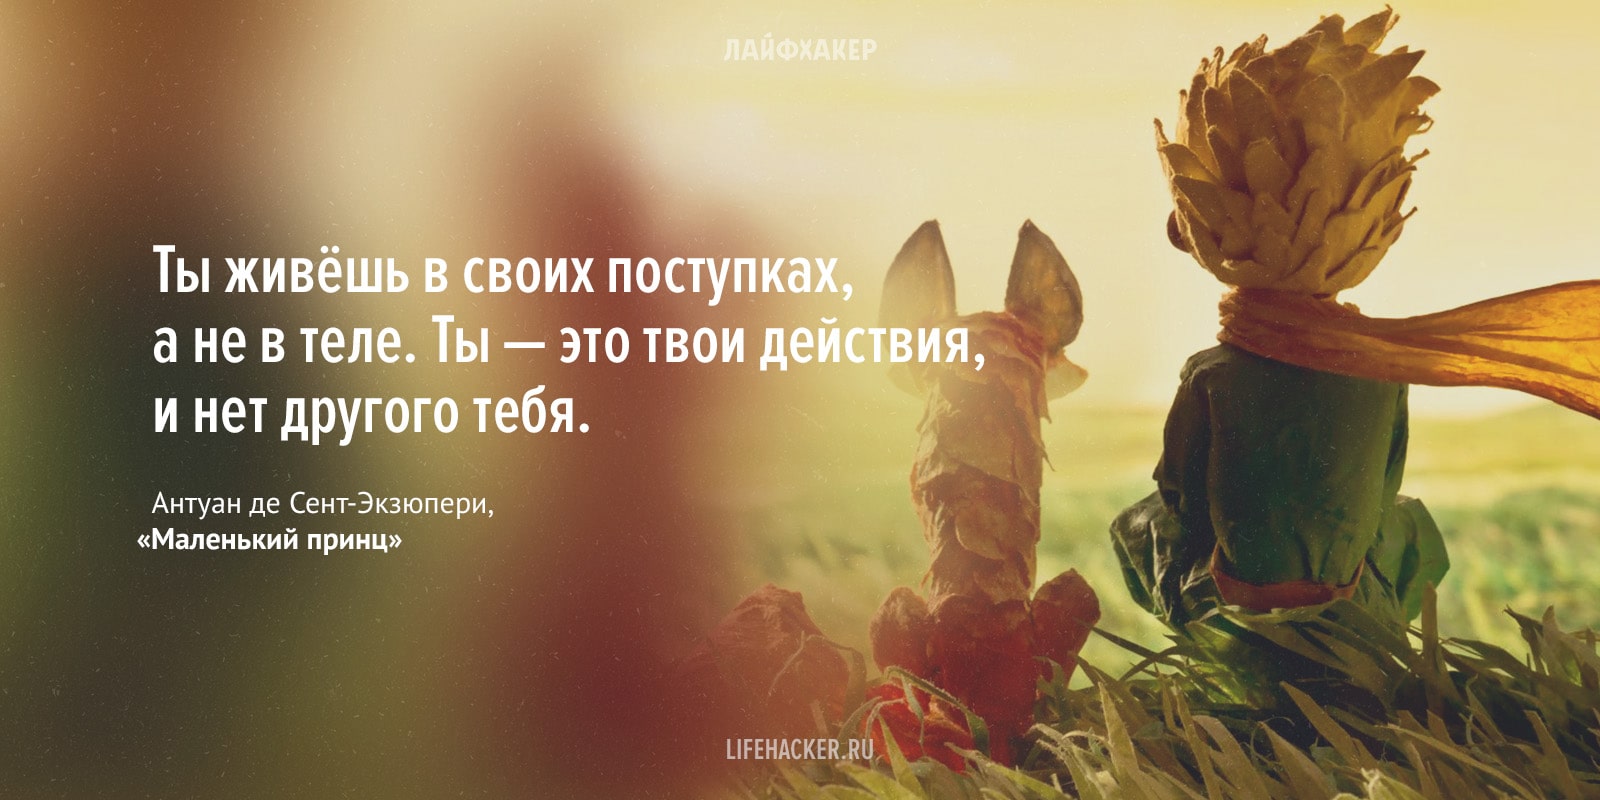 ЛАЙФХАКЕР
Ты живёшь в своих поступках,
а не в теле. Ты — это твои действия,
и нет другого тебя.
Антуан де Сент-Экзюпери,
«Маленький принц»
LIFEHACKER.RU